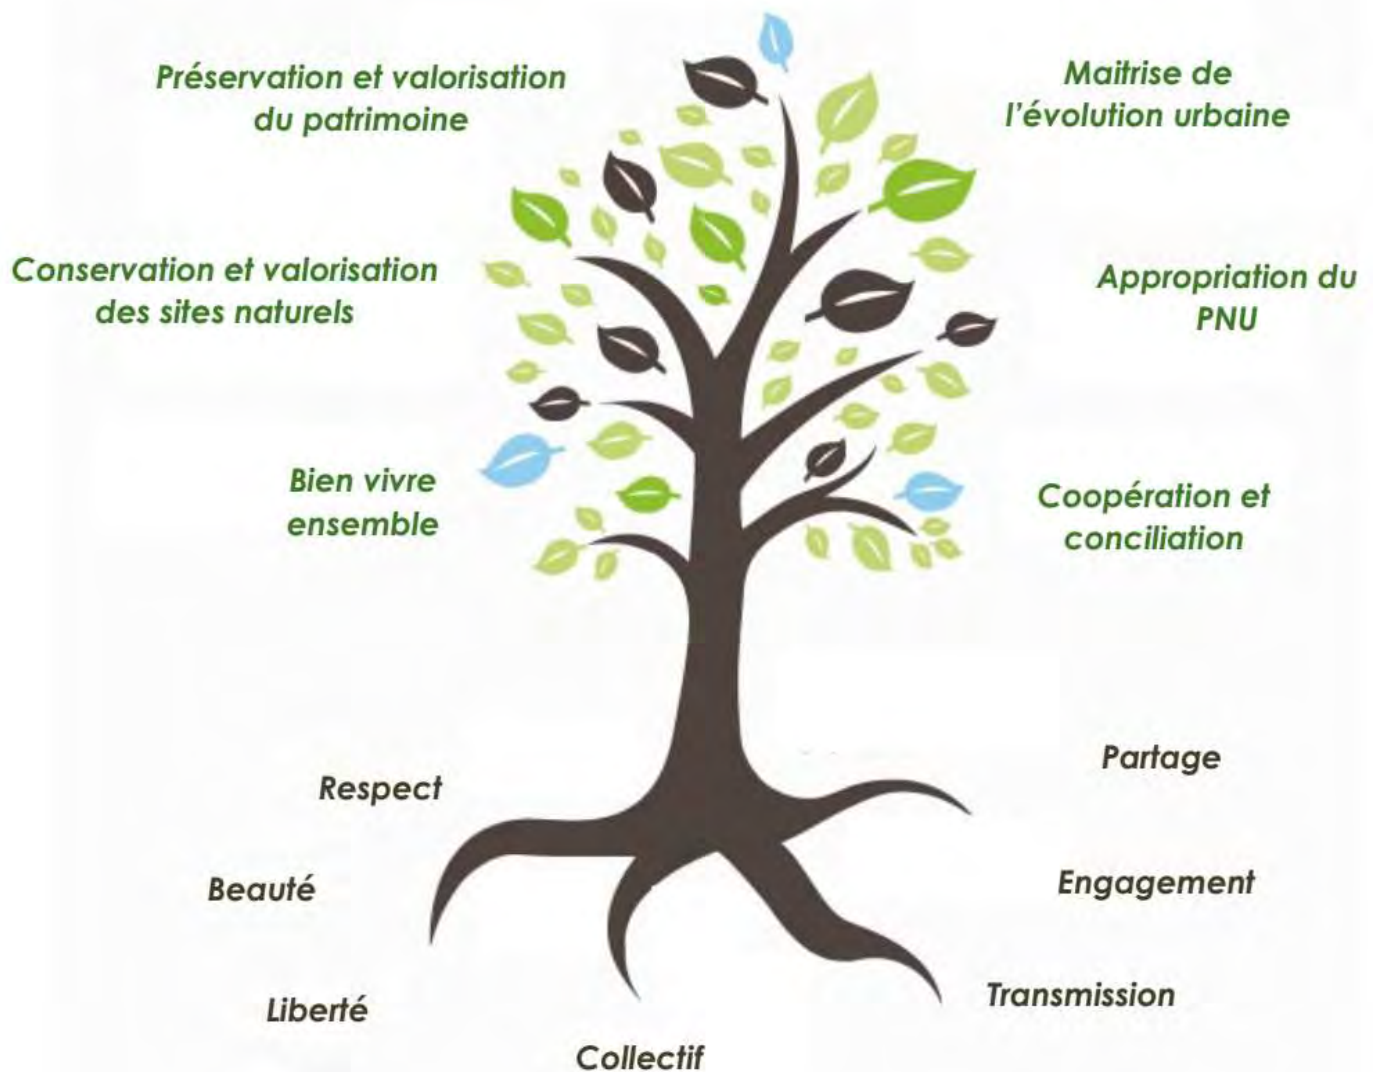 Préservation et valorisation
du patrimoine
Maitrise de
l'évolution urbaine
Conservation et valorisation
des sites naturels
Appropriation du
PNU
Bien vivre
ensemble
Coopération et
conciliation
Respect
Partage
Beauté
Engagement
Liberté
Transmission
Collectif